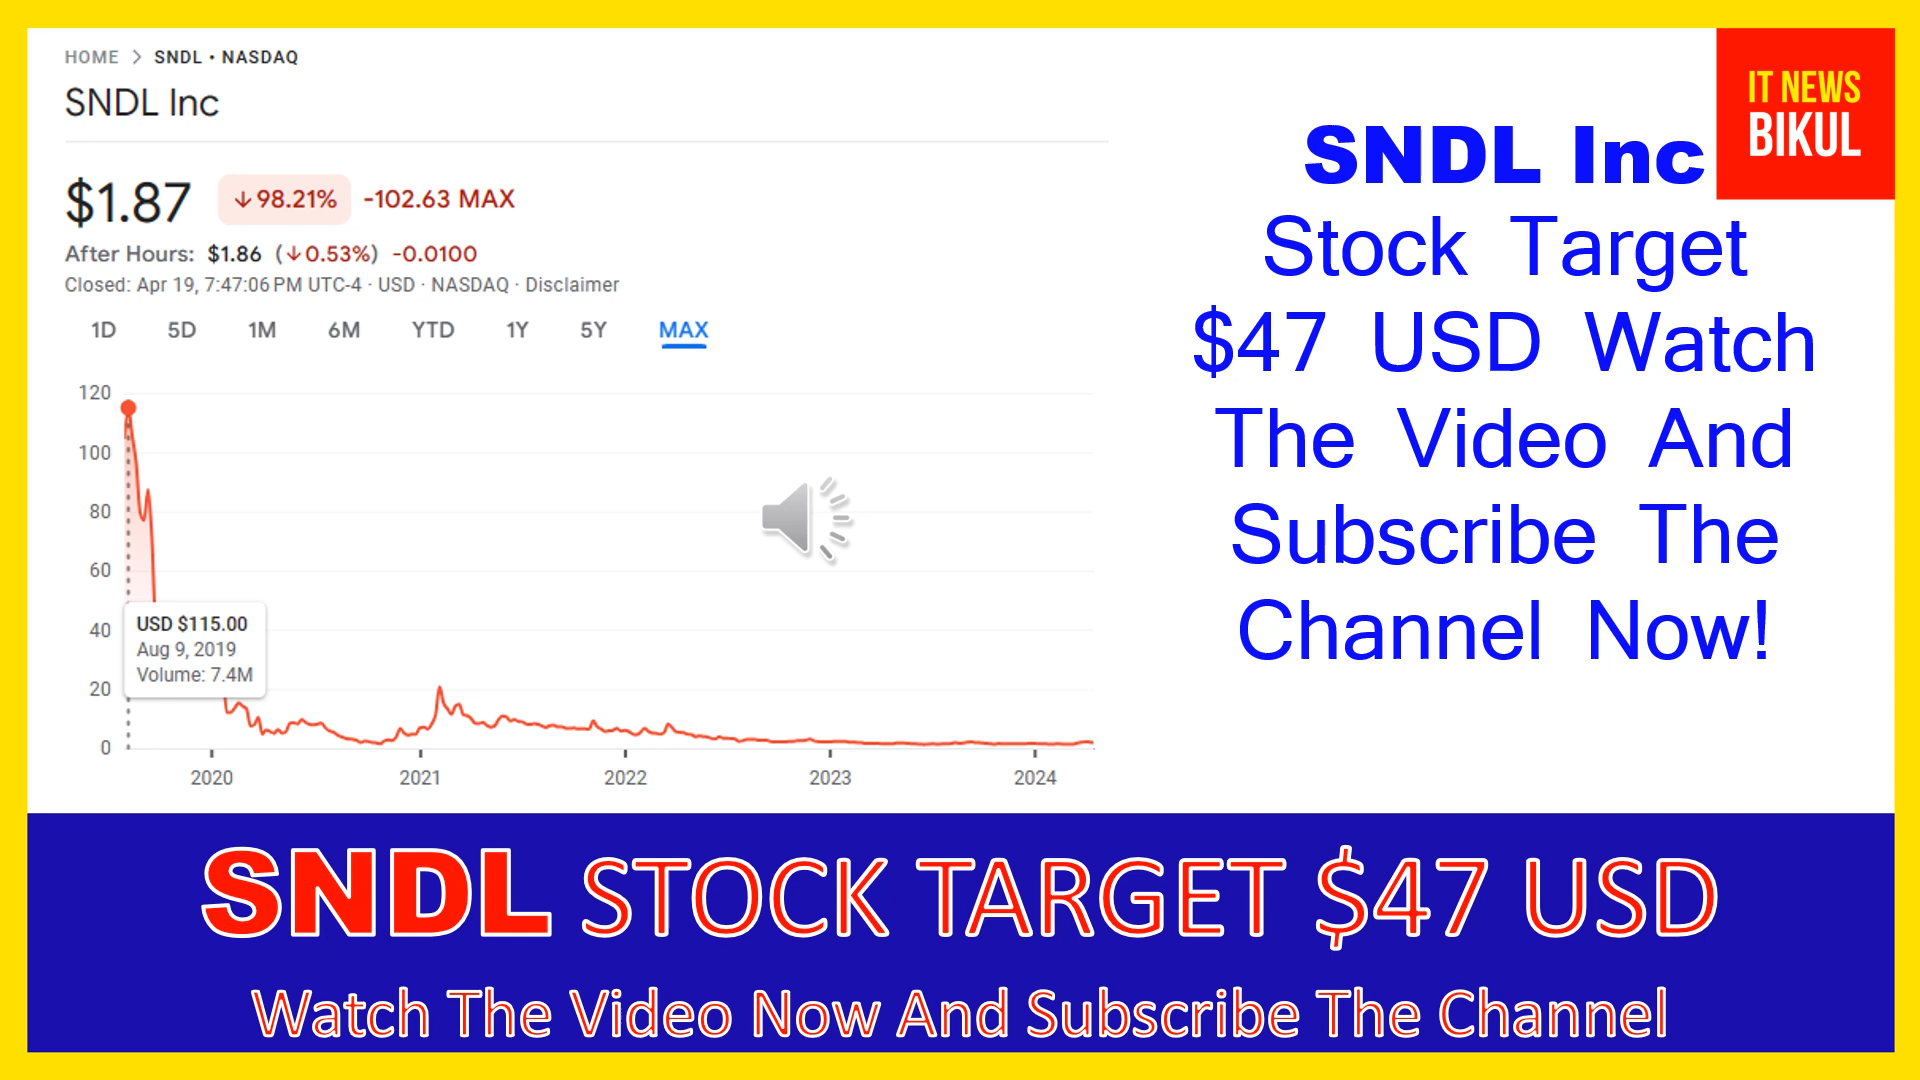 HOME > SNDL • NASDAQ
SNDL Inc
$1.87 ↓98.21% -102.63 MAX
After Hours: $1.86 (↓0.53%) -0.0100
Closed: Apr 19, 7:47:06 PM UTC-4 · USD · NASDAQ · Disclaimer
1D 5D 1M 6M YTD 1Y 5Y MAX
120
100
80
60
40
20
0
USD $115.00
Aug 9, 2019
Volume: 7.4M
2020 2021 2022 2023 2024
IT NEWS
BIKUL
SNDL Inc
Stock Target
$47 USD Watch
The Video And
Subscribe The
Channel Now!
SNDL STOCK TARGET $47 USD
Watch The Video Now And Subscribe The Channel